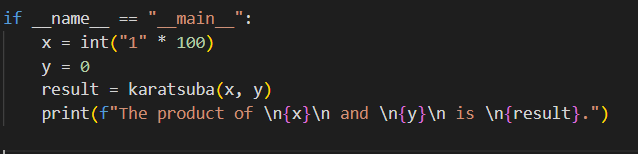 if __name__ == "__main__":
    x = int("1" * 100)
    y = 0
    result = karatsuba(x, y)
    print(f"The product of \n{x}\n and \n{y}\n is \n{result}.")